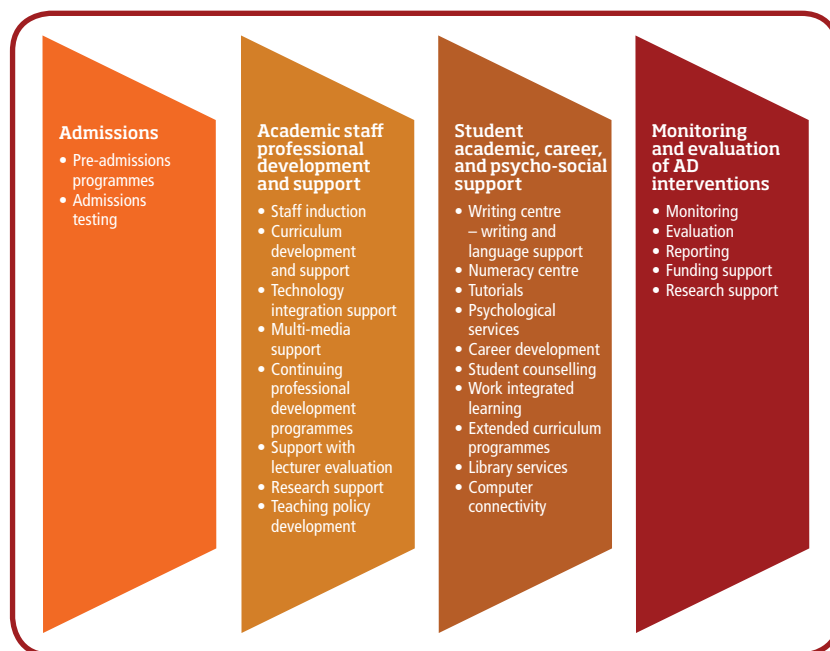 Admissions
• Pre-admissions
programmes
• Admissions
testing
Academic staff
professional
development
and support
• Staff induction
• Curriculum
development
and support
• Technology
integration support
• Multi-media
support
• Continuing
professional
development
programmes
• Support with
lecturer evaluation
• Research support
• Teaching policy
development
Student
academic, career,
and psycho-social
support
• Writing centre
– writing and
language support
• Numeracy centre
• Tutorials
• Psychological
services
• Career development
• Student counselling
• Work integrated
learning
• Extended curriculum
programmes
• Library services
• Computer
connectivity
Monitoring
and evaluation
of AD
interventions
• Monitoring
• Evaluation
• Reporting
• Funding support
• Research support